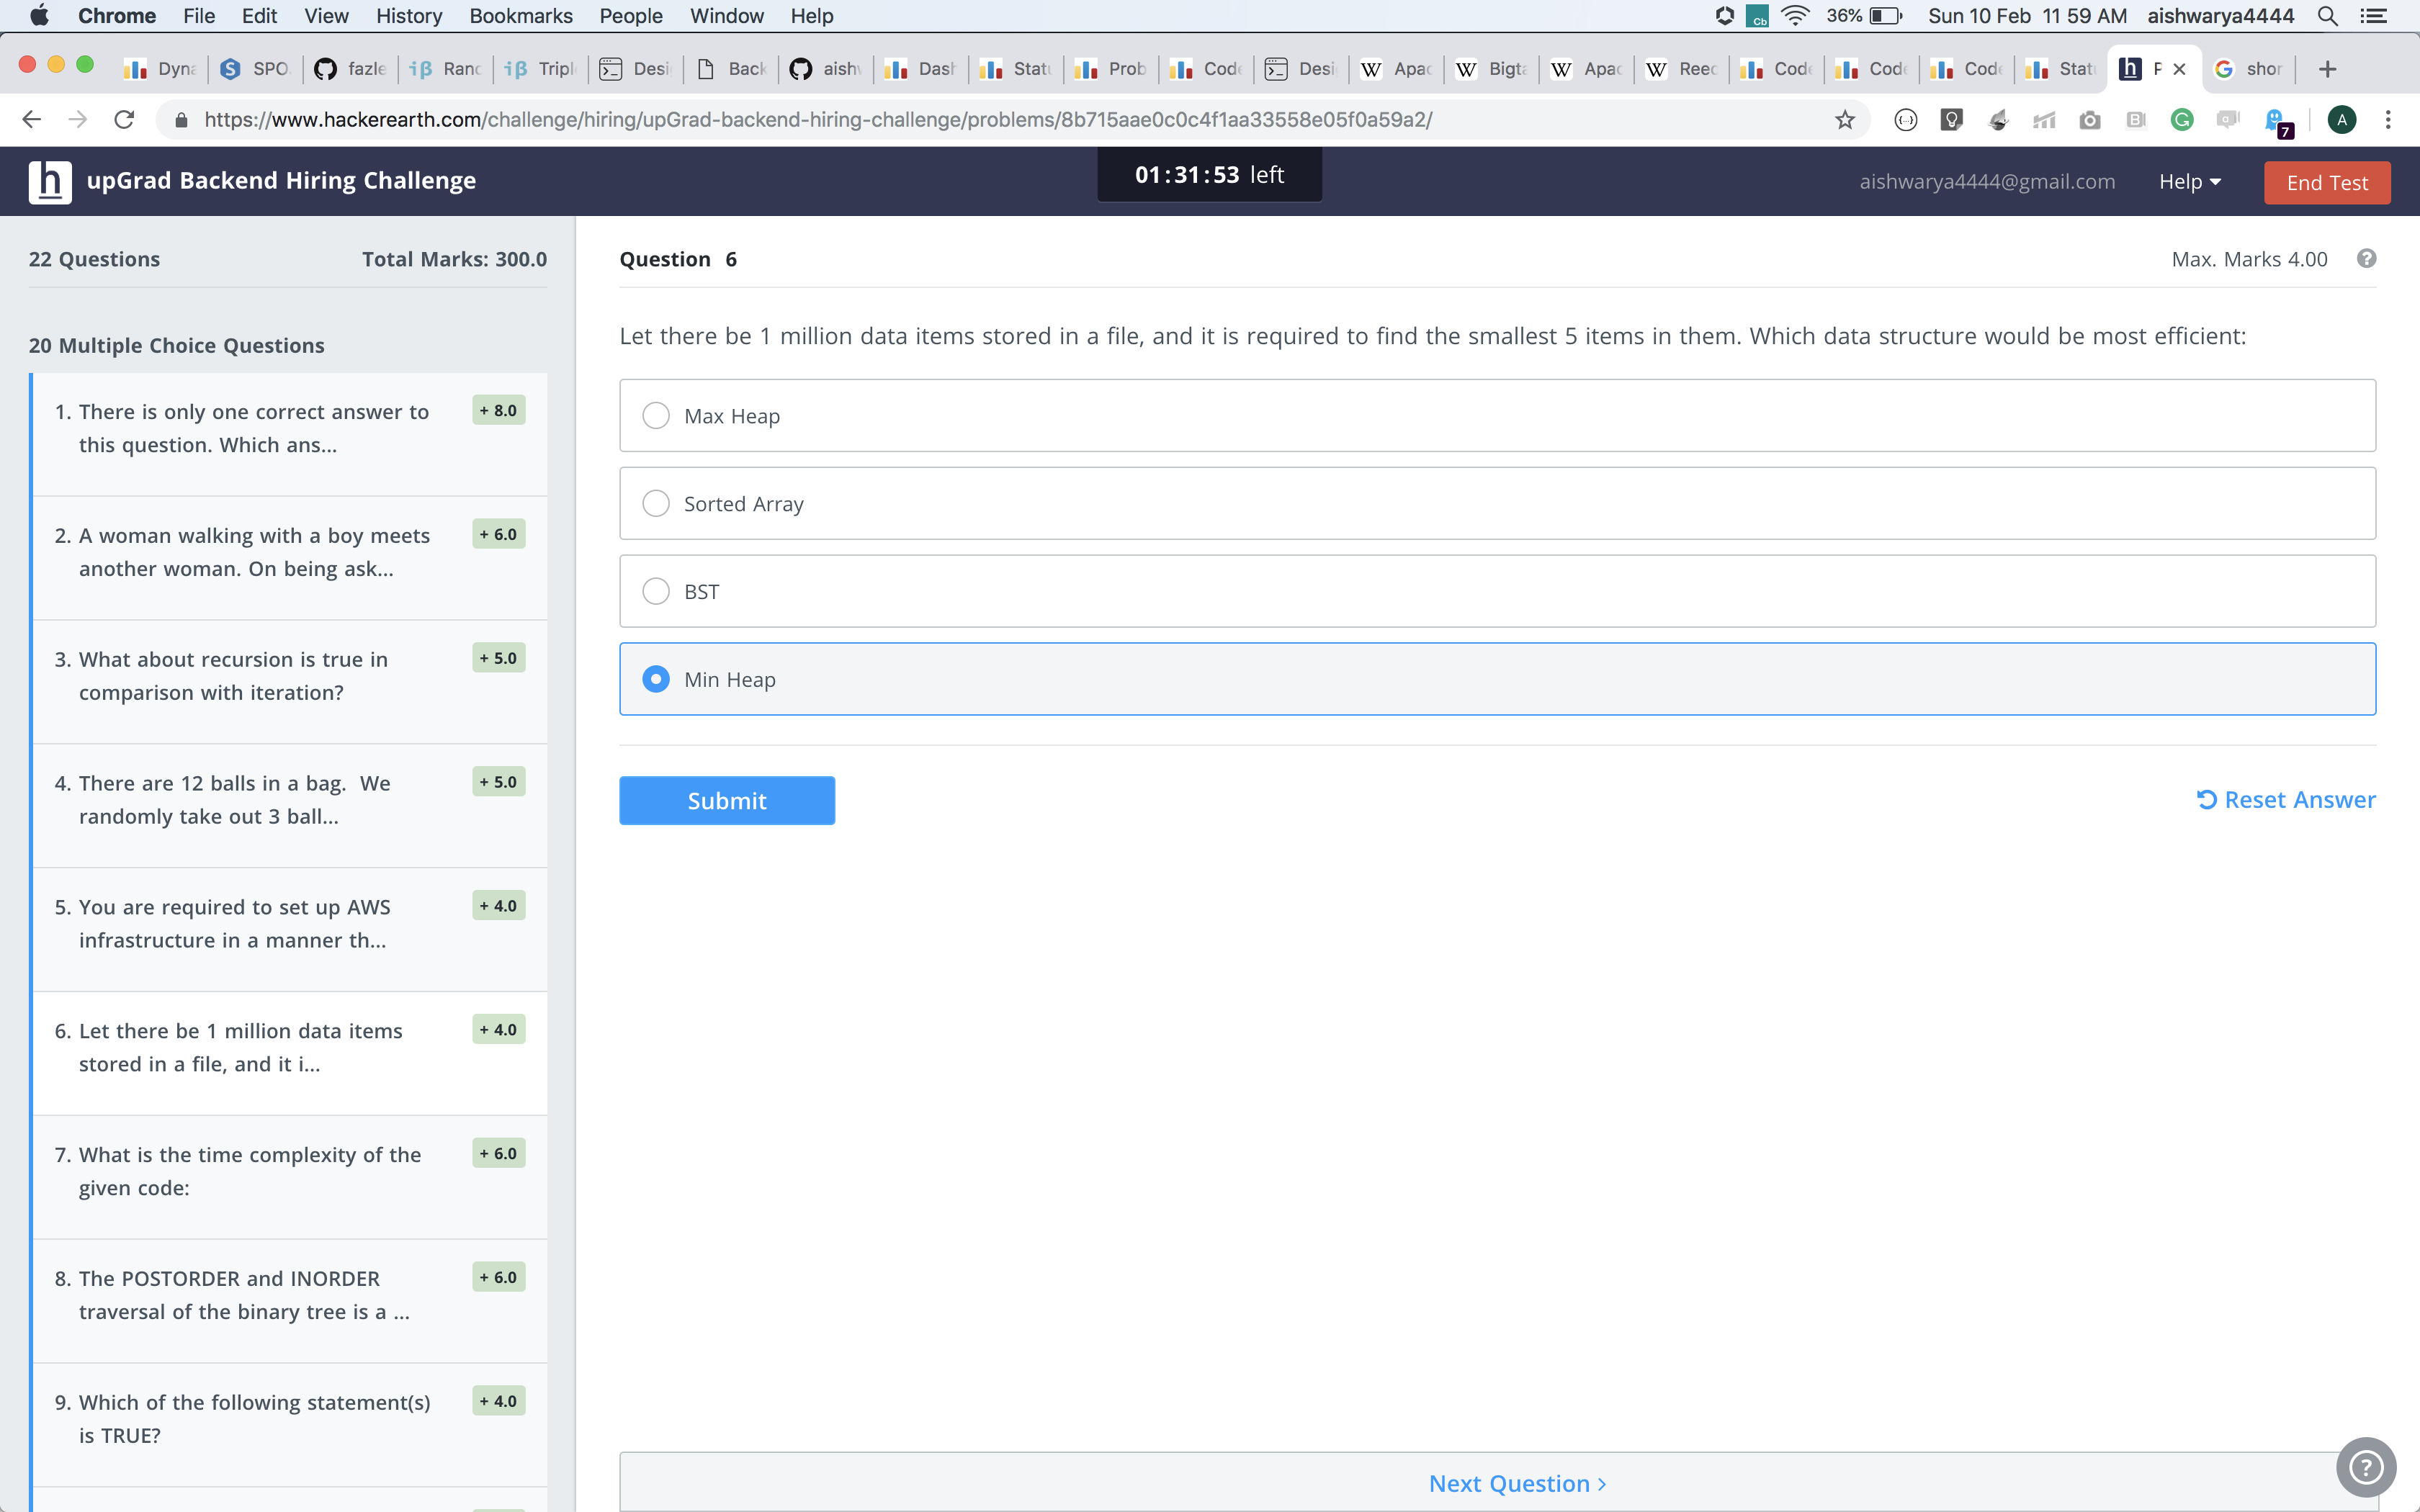 Chrome File Edit View History Bookmarks People Window Help 36% Sun 10 Feb 11 59 AM aishwarya4444
Dyna SPO. fazle Ranc Triple Desi Back aishv Dash Statu Prob Code Desi Apac Bigta Apac Reec Code Code Code Statu P shor
https://www.hackerearth.com/challenge/hiring/upGrad-backend-hiring-challenge/problems/8b715aae0c0c4f1aa33558e05f0a59a2/ A 7
h upGrad Backend Hiring Challenge
01:31:53 left
aishwarya4444@gmail.com Help End Test
22 Questions Total Marks: 300.0
20 Multiple Choice Questions
1. There is only one correct answer to + 8.0
this question. Which ans...
2. A woman walking with a boy meets + 6.0
another woman. On being ask...
3. What about recursion is true in + 5.0
comparison with iteration?
4. There are 12 balls in a bag. We + 5.0
randomly take out 3 ball...
5. You are required to set up AWS + 4.0
infrastructure in a manner th...
6. Let there be 1 million data items + 4.0
stored in a file, and it i...
7. What is the time complexity of the + 6.0
given code:
8. The POSTORDER and INORDER + 6.0
traversal of the binary tree is a ...
9. Which of the following statement(s) + 4.0
is TRUE?
Question 6 Max. Marks 4.00 ?
Let there be 1 million data items stored in a file, and it is required to find the smallest 5 items in them. Which data structure would be most efficient:
Max Heap
Sorted Array
BST
Min Heap
Submit Reset Answer
Next Question >
?